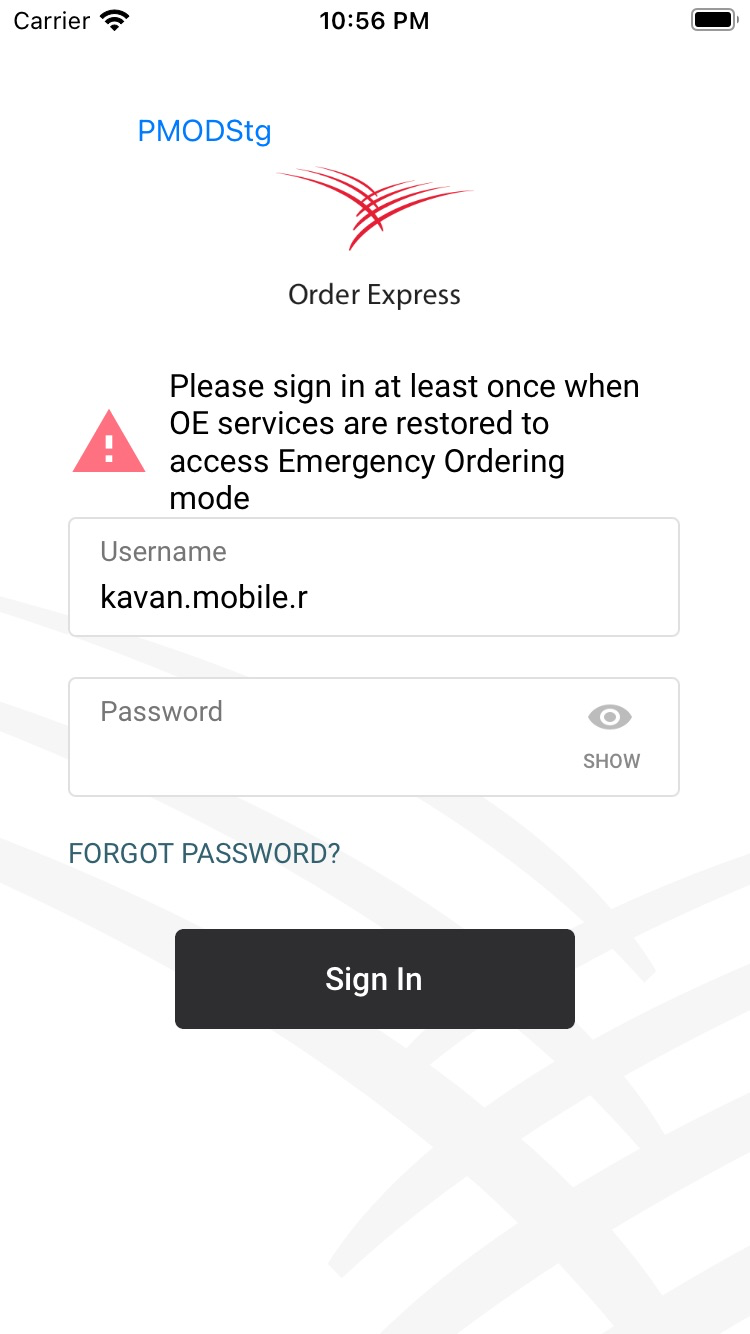 Carrier 10:56 PM
PMODStg
Order Express
Please sign in at least once when
OE services are restored to
access Emergency Ordering
mode
Username
kavan.mobile.r
Password
SHOW
FORGOT PASSWORD?
Sign In